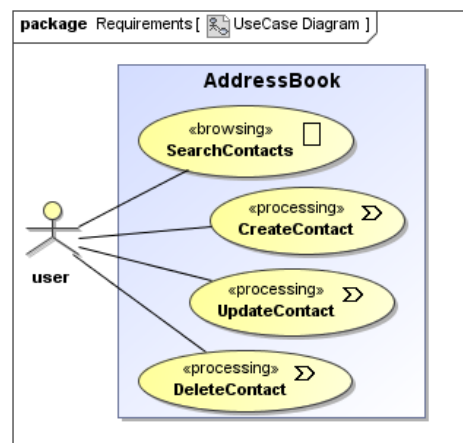 package Requirements [ UseCase Diagram ]
AddressBook
«browsing»
SearchContacts
«processing»
CreateContact
user
«processing»
UpdateContact
«processing»
DeleteContact